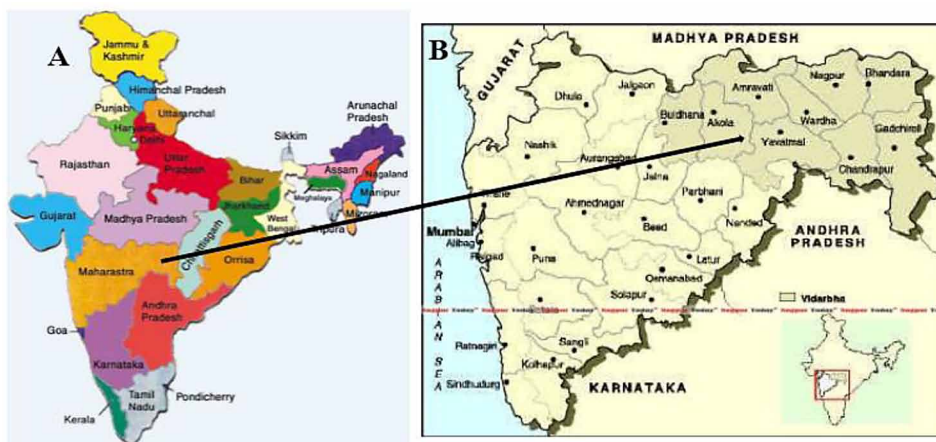 A
Jammu &
Kashmir
Himanchal Pradesh
Punjabn
Uttaranchal
Haryana
Delhi
Arunachal
Pradesh
Sikkim
Rajasthan
Uttar
Pradesh
Assam
Nagaland
Bihar
Meghalaya
Manipur
Gujarat
Madhya Pradesh
Jharkhand
West
Bengal
Mizoram
Tripura
Chhattisgarh
Maharastra
Orrisa
Andhra
Pradesh
Goa
Karnataka
Tamil
Nadu
Pondicherry
Kerala
B
MADHYA PRADESH
GUJARAT
Nagpur
Bhandara
Jalgaon
Amravati
Dhule
Buldhana
Akola
Wardha
Gadchiroli
Nashik
Yavatmal
Aurangabad
Chandrapur
Jalna
Thane
Parbhani
Ahmednagar
Mumbai
Beed
Nanded
Alibag
ANDHRA
PRADESH
Raigad
Puna
Latur
Osmanabad
ARABIAN SEA
Solapur
Vidarbha
Ratnagiri
Sangli
Kolhapur
Sindhudurg
KARNATAKA